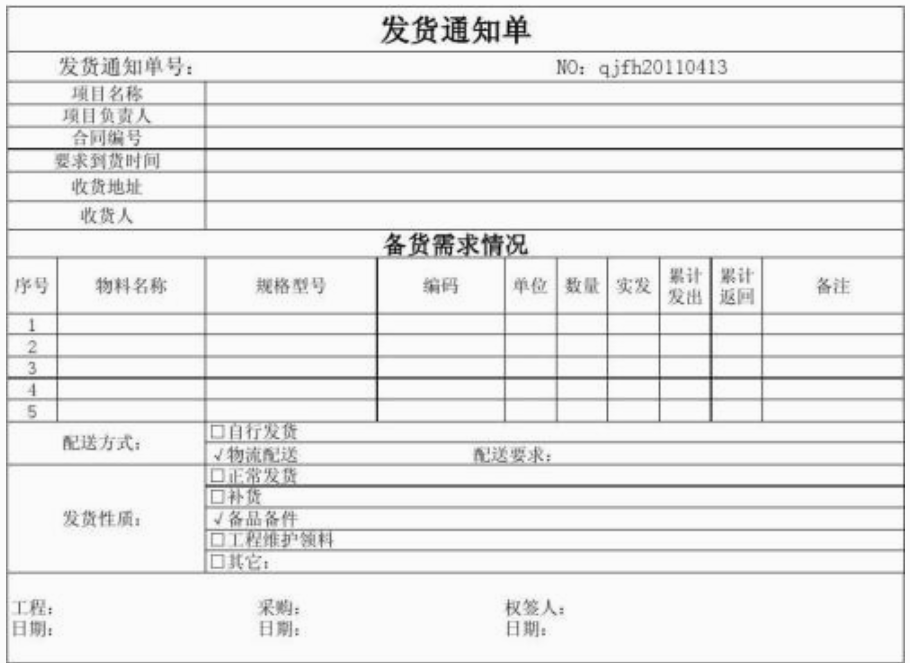 发货通知单
发货通知单号： NO：qjfh20110413
项目名称
项目负责人
合同编号
要求到货时间
收货地址
收货人
备货需求情况
序号 物料名称 规格型号 编码 单位 数量 实发 累计发出 累计返回 备注
1
2
3
4
5
配送方式：
□自行发货
√物流配送 配送要求：
发货性质：
□正常发货
□补货
√备品备件
□工程维护领料
□其它：
工程： 采购： 权签人：
日期： 日期： 日期：